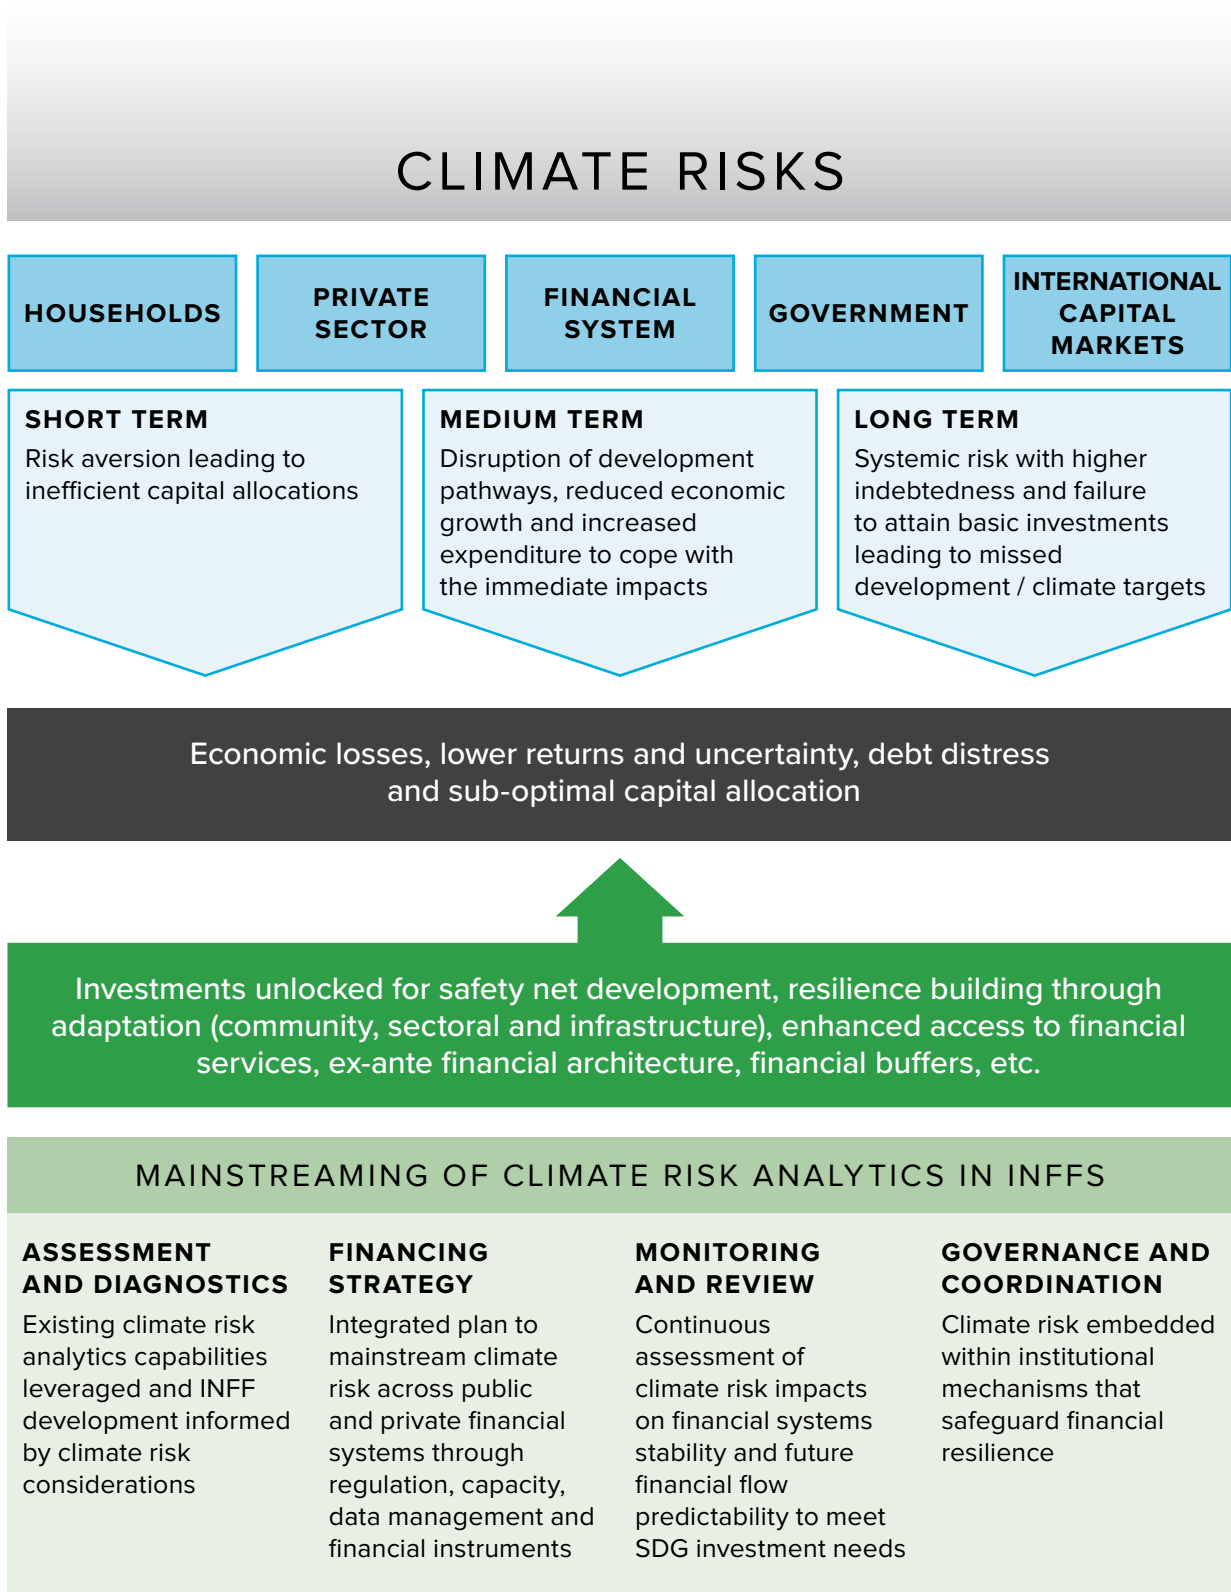 CLIMATE RISKS
HOUSEHOLDS
PRIVATE
SECTOR
FINANCIAL
SYSTEM
GOVERNMENT
INTERNATIONAL
CAPITAL
MARKETS
SHORT TERM
Risk aversion leading to
inefficient capital allocations
MEDIUM TERM
Disruption of development
pathways, reduced economic
growth and increased
expenditure to cope with
the immediate impacts
LONG TERM
Systemic risk with higher
indebtedness and failure
to attain basic investments
leading to missed
development / climate targets
Economic losses, lower returns and uncertainty, debt distress
and sub-optimal capital allocation
Investments unlocked for safety net development, resilience building through
adaptation (community, sectoral and infrastructure), enhanced access to financial
services, ex-ante financial architecture, financial buffers, etc.
MAINSTREAMING OF CLIMATE RISK ANALYTICS IN INFFS
ASSESSMENT
AND DIAGNOSTICS
Existing climate risk
analytics capabilities
leveraged and INFF
development informed
by climate risk
considerations
FINANCING
STRATEGY
Integrated plan to
mainstream climate
risk across public
and private financial
systems through
regulation, capacity,
data management and
financial instruments
MONITORING
AND REVIEW
Continuous
assessment of
climate risk impacts
on financial systems
stability and future
financial flow
predictability to meet
SDG investment needs
GOVERNANCE AND
COORDINATION
Climate risk embedded
within institutional
mechanisms that
safeguard financial
resilience